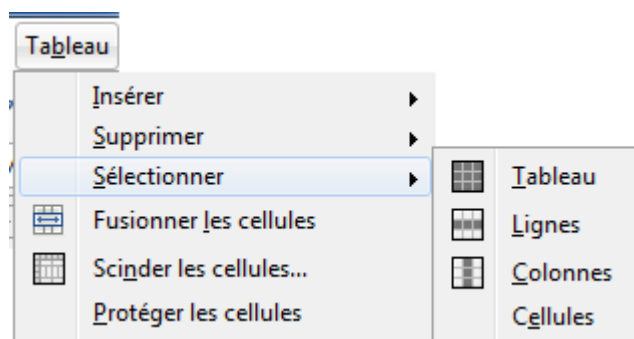 Tableau
Insérer
Supprimer
Sélectionner
Fusionner les cellules
Scinder les cellules...
Protéger les cellules
Tableau
Lignes
Colonnes
Cellules